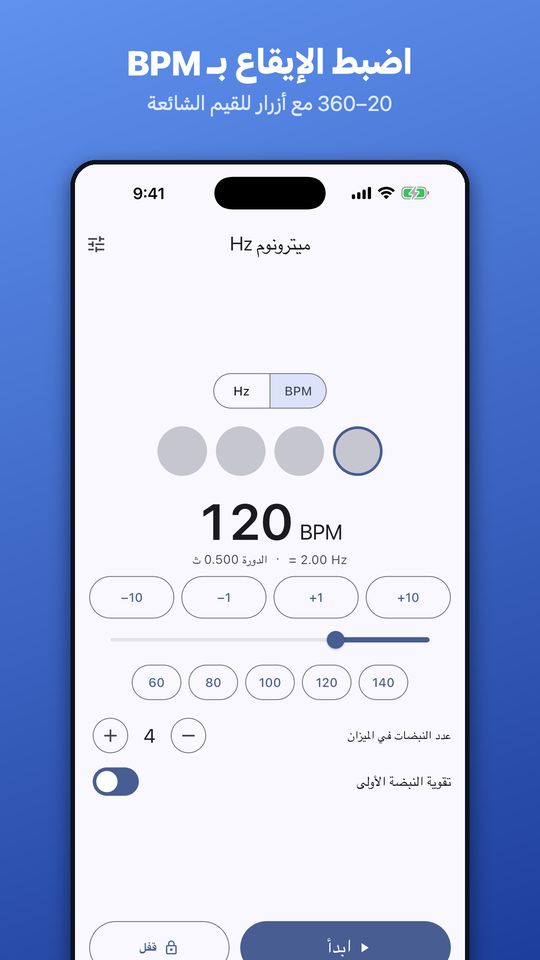 اضبط الإيقاع بـ BPM
20–360 مع أزرار للقيم الشائعة
9:41
ميترونوم Hz
BPM
Hz
120 BPM
= 2.00 Hz · الدورة 0.500 ث
+10
+1
−1
−10
140
120
100
80
60
عدد النبضات في الميزان
− 4 +
تقوية النبضة الأولى
ابدأ
قفل